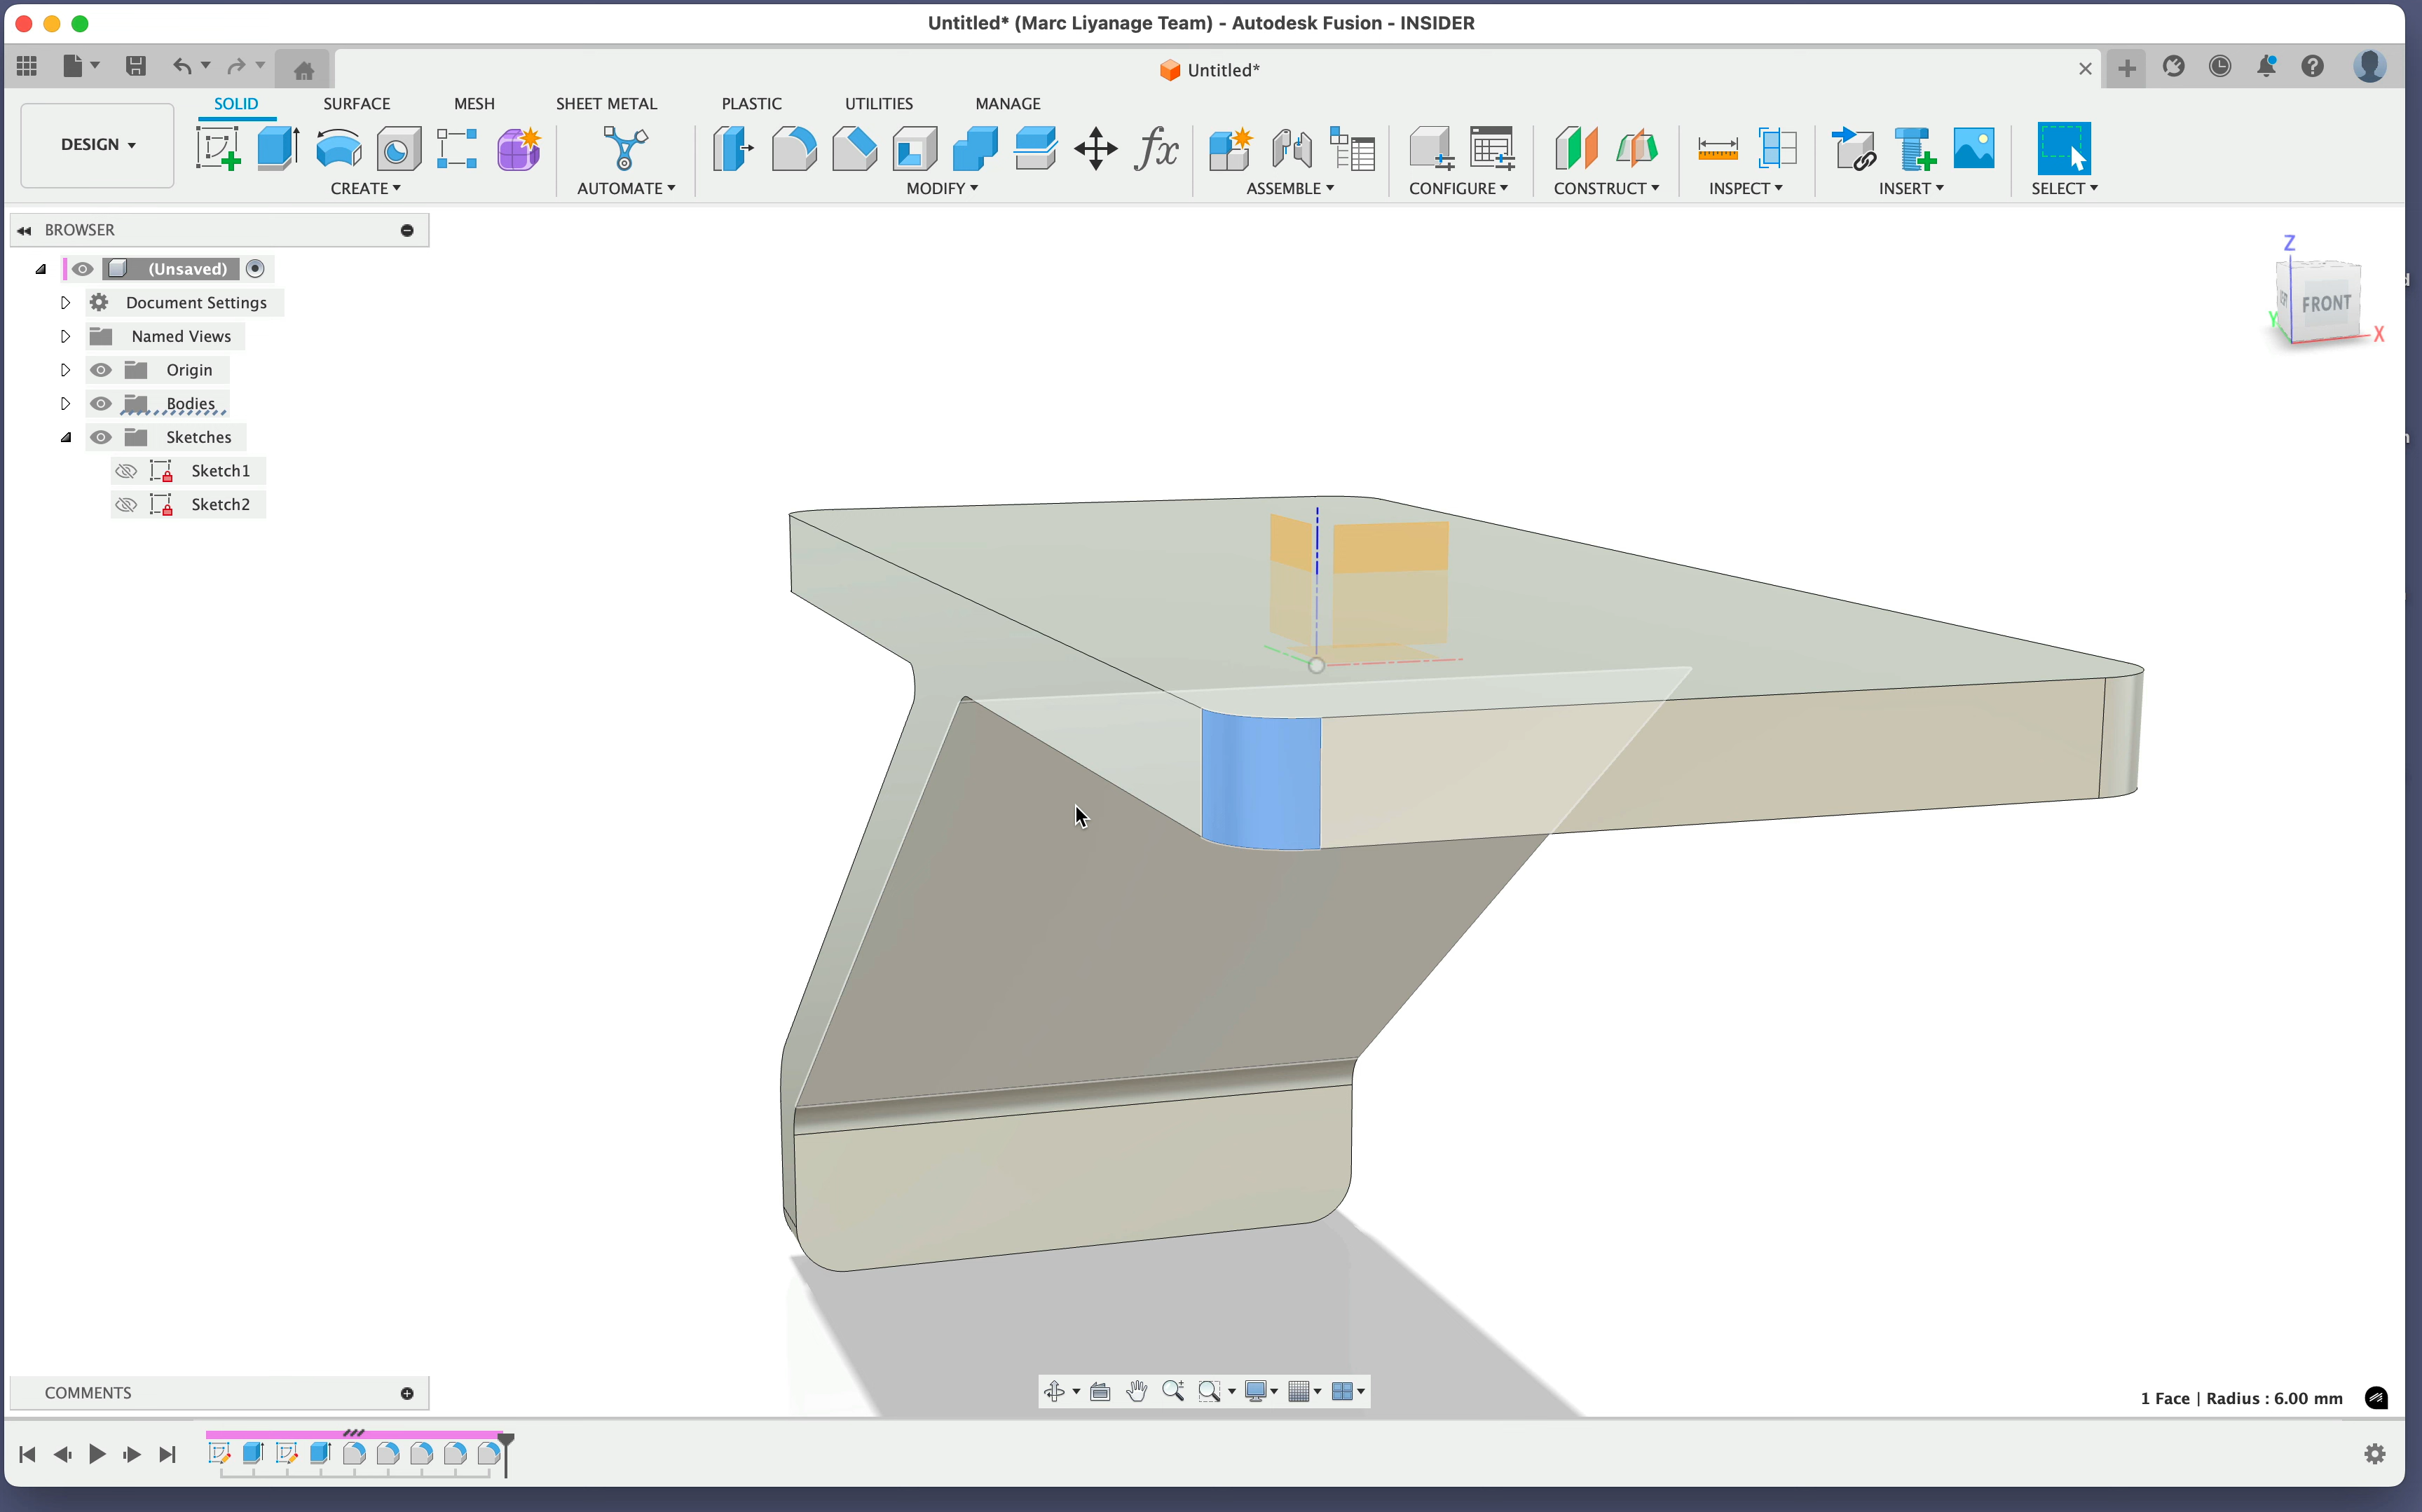 Untitled* (Marc Liyanage Team) - Autodesk Fusion - INSIDER
Untitled*
SOLID SURFACE MESH SHEET METAL PLASTIC UTILITIES MANAGE
DESIGN
fx
CREATE AUTOMATE MODIFY ASSEMBLE CONFIGURE CONSTRUCT INSPECT INSERT SELECT
BROWSER
(Unsaved)
Document Settings
Named Views
Origin
Bodies
Sketches
Sketch1
Sketch2
Z
FRONT
Y
X
COMMENTS
1 Face | Radius : 6.00 mm